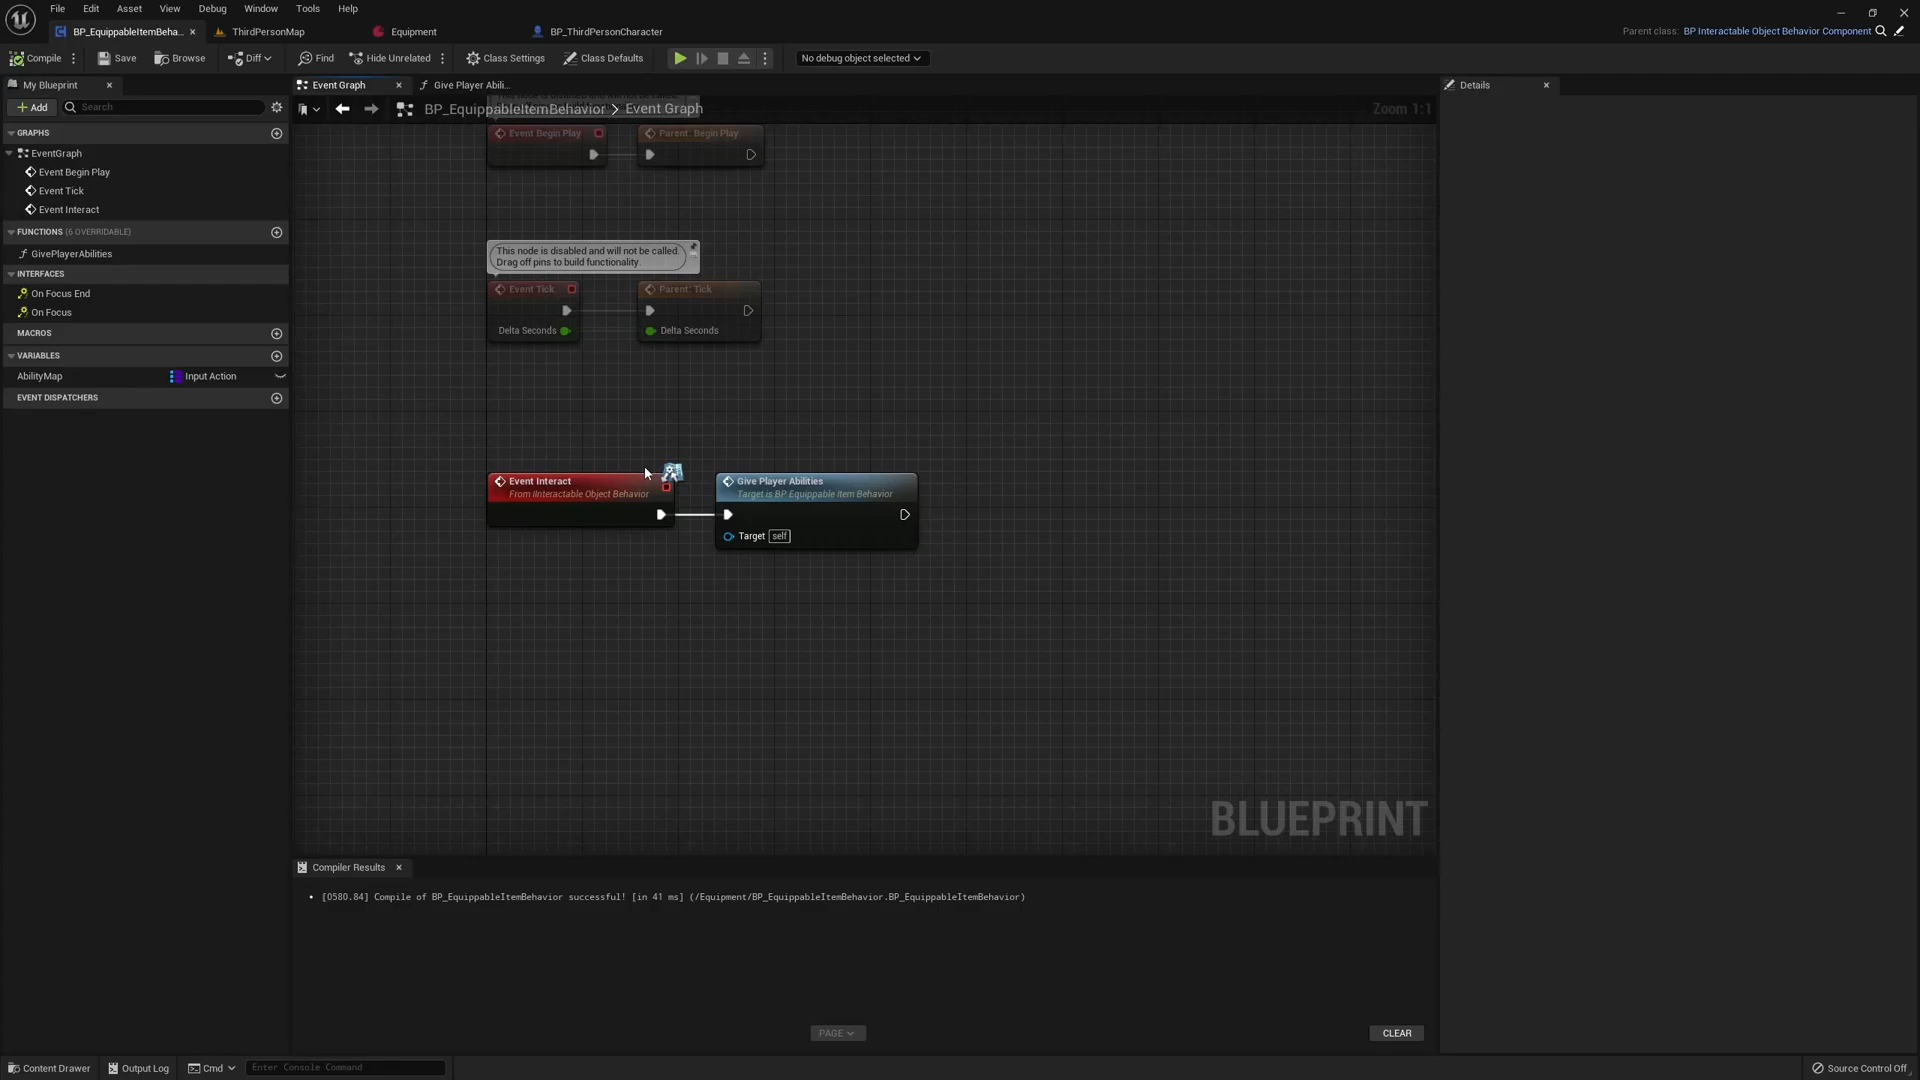 File Edit Asset View Debug Window Tools Help
BP_EquippableItemBeha... ThirdPersonMap Equipment BP_ThirdPersonCharacter
Parent class: BP Interactable Object Behavior Component
Compile Save Browse Diff Find Hide Unrelated Class Settings Class Defaults No debug object selected
My Blueprint Event Graph Give Player Abili... Details
Add Search
BP_EquippableItemBehavior > Event Graph Zoom 1:1
GRAPHS
EventGraph
Event Begin Play
Event Tick
Event Interact
FUNCTIONS (6 OVERRIDABLE)
GivePlayerAbilities
INTERFACES
On Focus End
On Focus
MACROS
VARIABLES
AbilityMap Input Action
EVENT DISPATCHERS
Event Begin Play Parent: Begin Play
This node is disabled and will not be called.
Drag off pins to build functionality.
Event Tick Parent: Tick
Delta Seconds Delta Seconds
Event Interact Give Player Abilities
From IInteractable Object Behavior Target is BP Equippable Item Behavior
Target self
BLUEPRINT
Compiler Results
[0580.84] Compile of BP_EquippableItemBehavior successful! [in 41 ms] (/Equipment/BP_EquippableItemBehavior.BP_EquippableItemBehavior)
PAGE CLEAR
Content Drawer Output Log Cmd Enter Console Command Source Control Off